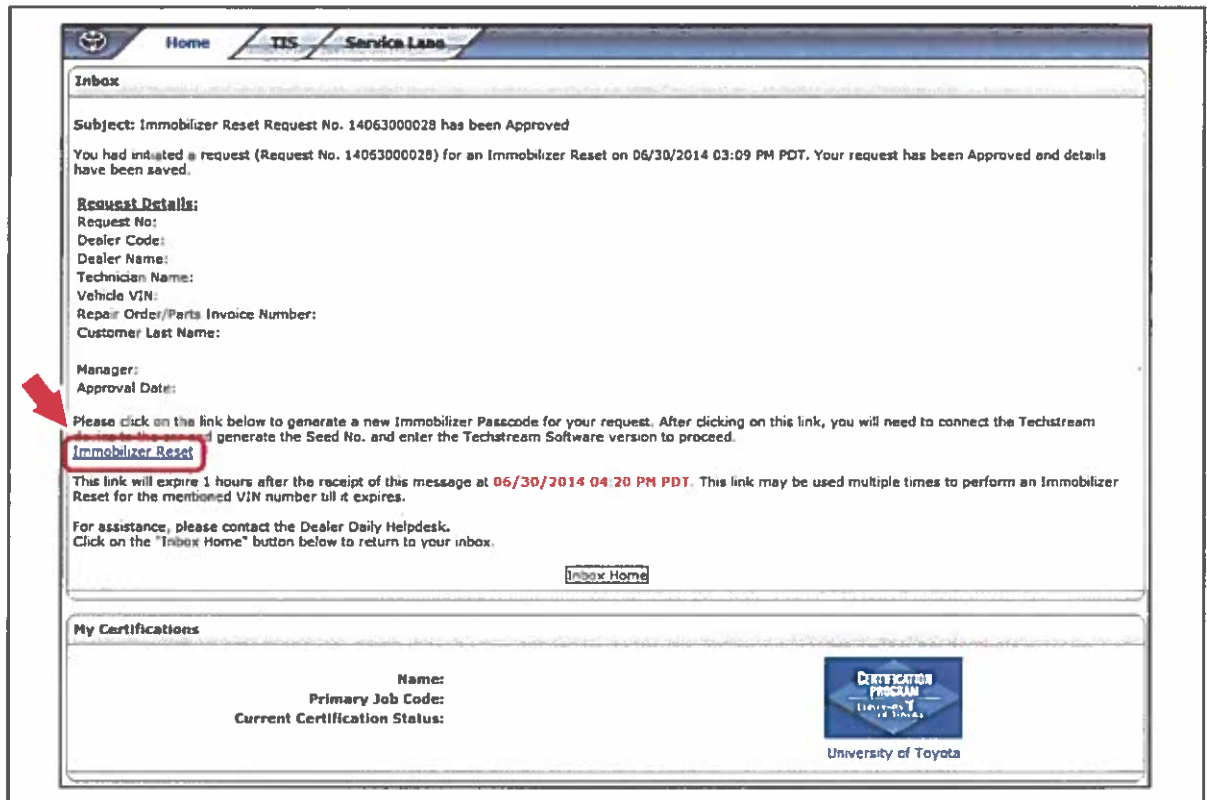 Home TIS Service Lane
Inbox
Subject: Immobilizer Reset Request No. 14063000028 has been Approved
You had initiated a request (Request No. 14063000028) for an Immobilizer Reset on 06/30/2014 03:09 PM PDT. Your request has been Approved and details
have been saved.
Request Details:
Request No:
Dealer Code:
Dealer Name:
Technician Name:
Vehicle VIN:
Repair Order/Parts Invoice Number:
Customer Last Name:
Manager:
Approval Date:
Please click on the link below to generate a new Immobilizer Passcode for your request. After clicking on this link, you will need to connect the Techstream
device to the car and generate the Seed No. and enter the Techstream Software version to proceed.
Immobilizer Reset
This link will expire 1 hours after the receipt of this message at 06/30/2014 04:20 PM PDT. This link may be used multiple times to perform an Immobilizer
Reset for the mentioned VIN number till it expires.
For assistance, please contact the Dealer Daily Helpdesk.
Click on the "Inbox Home" button below to return to your inbox.
Inbox Home
My Certifications
Name:
Primary Job Code:
Current Certification Status:
CERTIFICATION
PROGRAM
University
of Toyota
University of Toyota